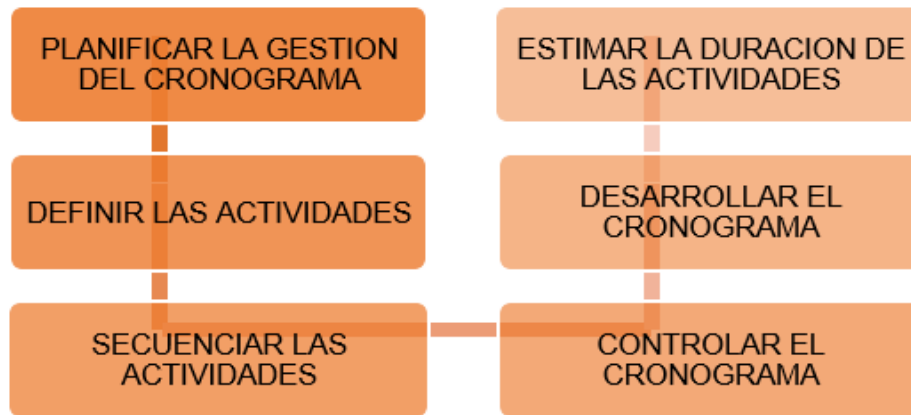 PLANIFICAR LA GESTION
DEL CRONOGRAMA
DEFINIR LAS ACTIVIDADES
SECUENCIAR LAS
ACTIVIDADES
ESTIMAR LA DURACION DE
LAS ACTIVIDADES
DESARROLLAR EL
CRONOGRAMA
CONTROLAR EL
CRONOGRAMA